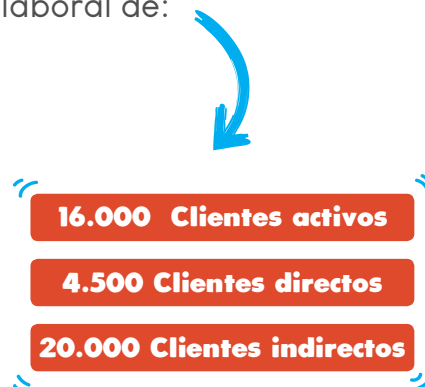 laboral de:
16.000 Clientes activos
4.500 Clientes directos
20.000 Clientes indirectos